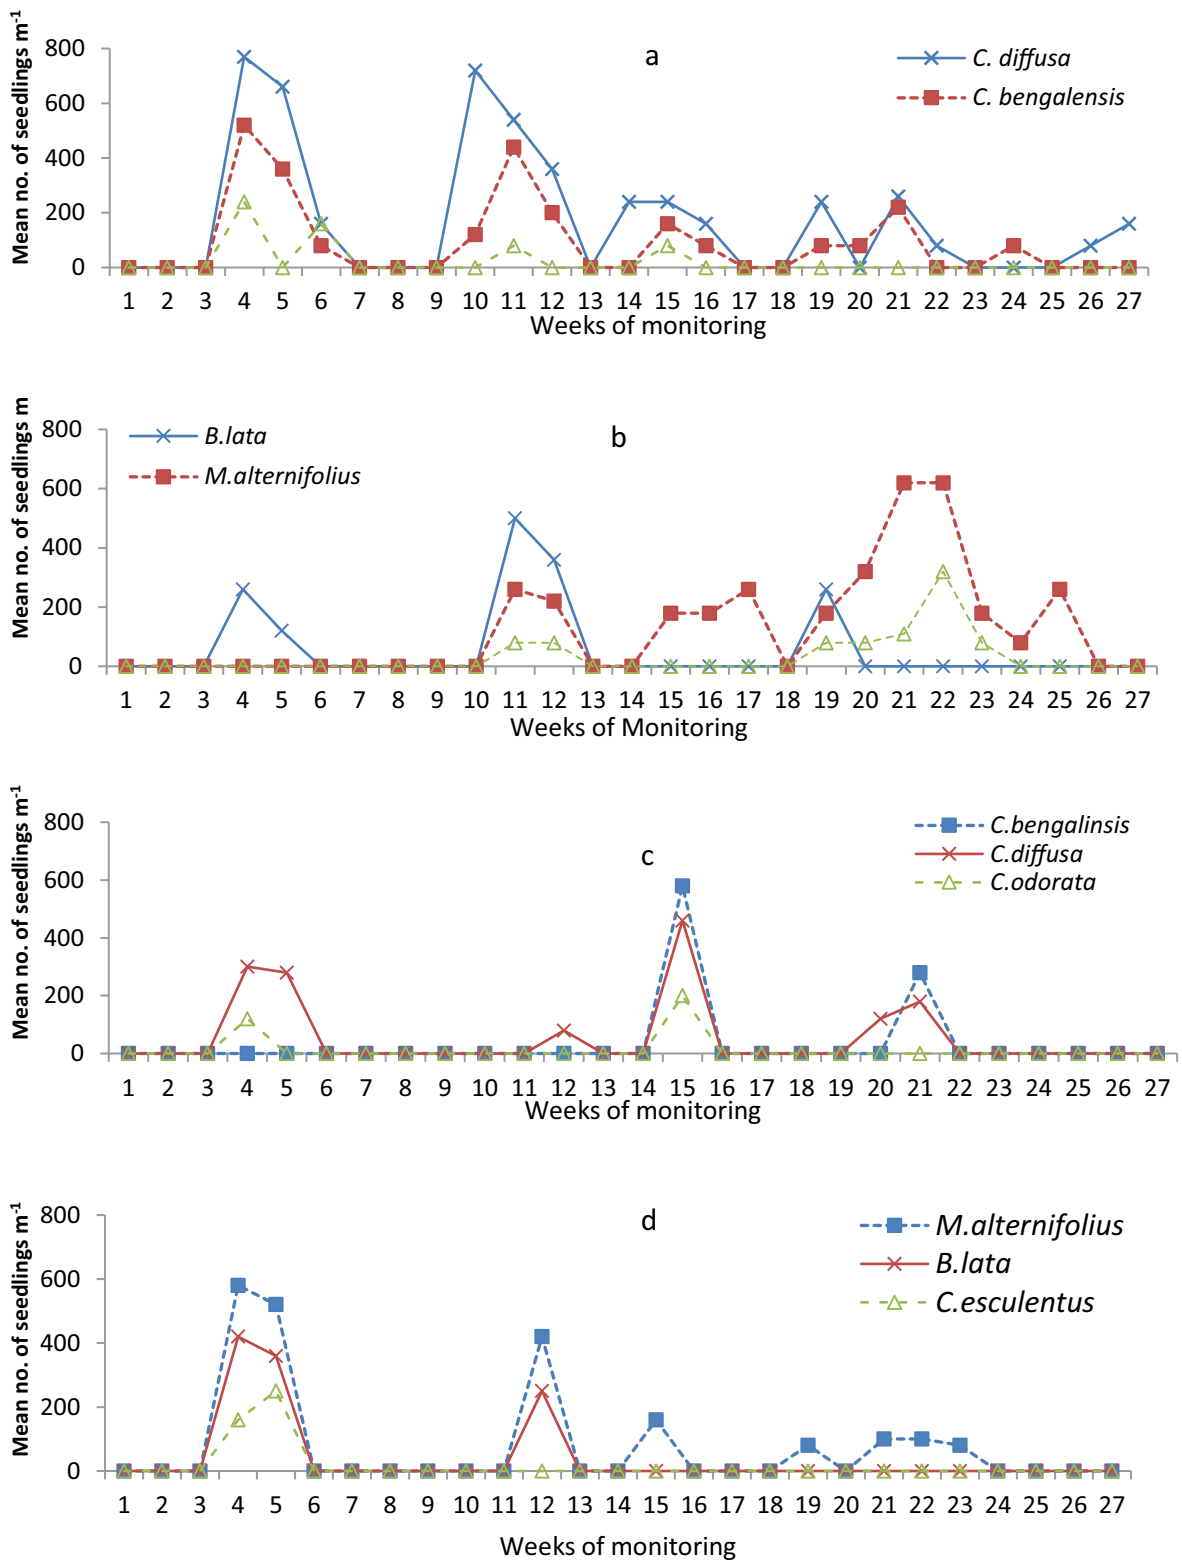 Mean no. of seedlings m⁻¹
800
600
400
200
0
a
C. diffusa
C. bengalensis
1 2 3 4 5 6 7 8 9 10 11 12 13 14 15 16 17 18 19 20 21 22 23 24 25 26 27
Weeks of monitoring
Mean no. of seedlings m
800
600
400
200
0
B.lata
M.alternifolius
b
1 2 3 4 5 6 7 8 9 10 11 12 13 14 15 16 17 18 19 20 21 22 23 24 25 26 27
Weeks of Monitoring
Mean no. of seedlings m⁻¹
800
600
400
200
0
c
C.bengalinsis
C.diffusa
C.odorata
1 2 3 4 5 6 7 8 9 10 11 12 13 14 15 16 17 18 19 20 21 22 23 24 25 26 27
Weeks of monitoring
Mean no. of seedlings m⁻¹
800
600
400
200
0
d
M.alternifolius
B.lata
C.esculentus
1 2 3 4 5 6 7 8 9 10 11 12 13 14 15 16 17 18 19 20 21 22 23 24 25 26 27
Weeks of monitoring